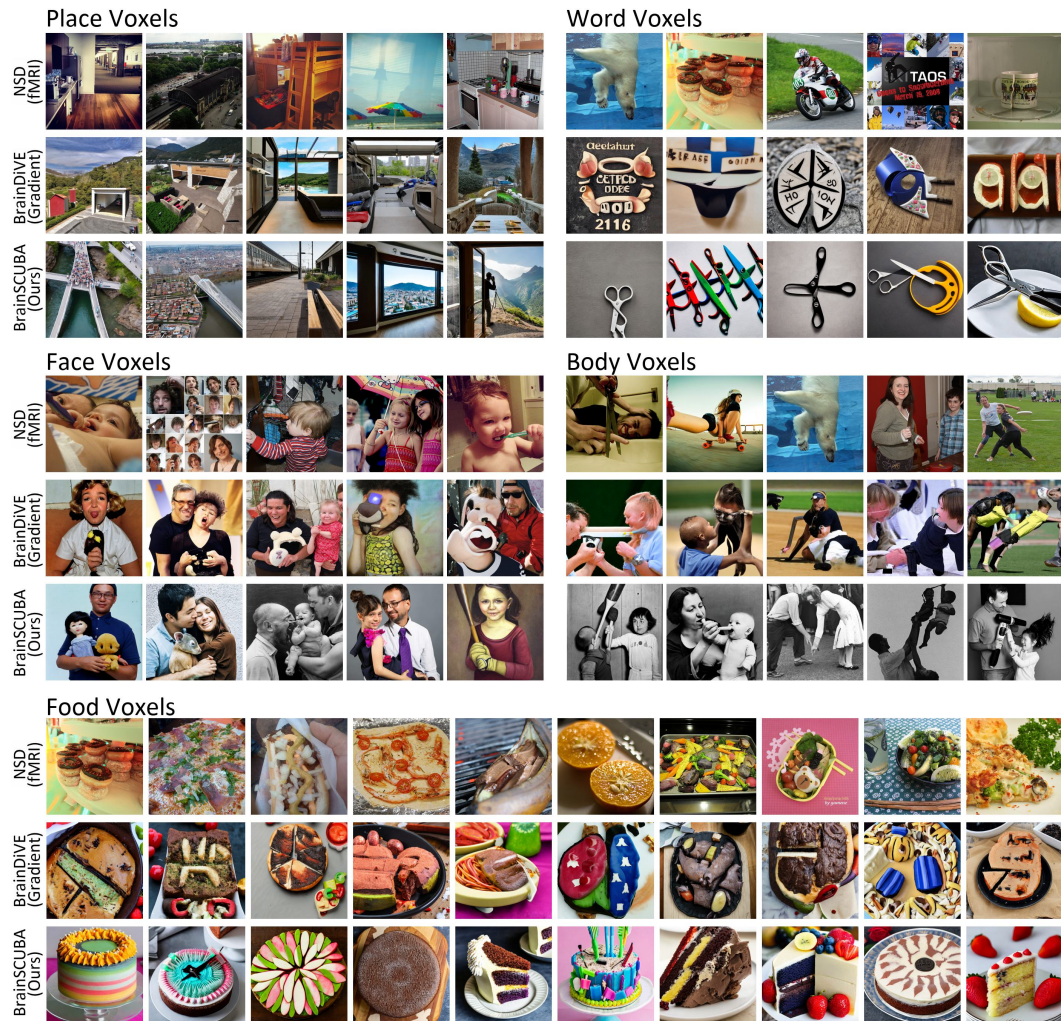 Place Voxels
NSD
(fMRI)
BrainDiVE
(Gradient)
BrainSCUBA
(Ours)
Word Voxels
TAOS
2116
Face Voxels
NSD
(fMRI)
BrainDiVE
(Gradient)
BrainSCUBA
(Ours)
Body Voxels
Food Voxels
NSD
(fMRI)
BrainDiVE
(Gradient)
BrainSCUBA
(Ours)